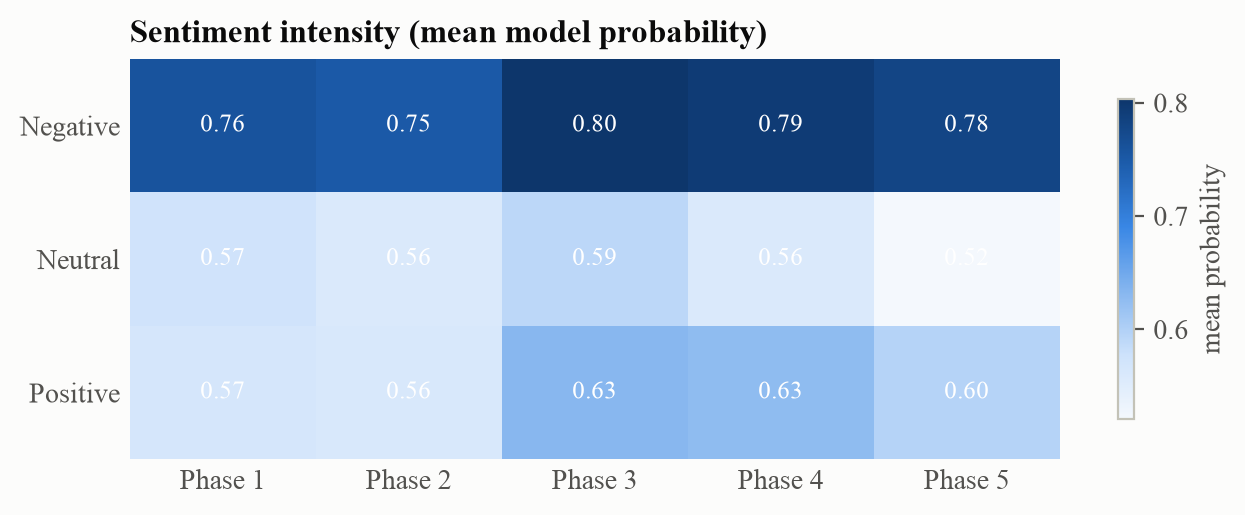 Sentiment intensity (mean model probability)
Negative 0.76 0.75 0.80 0.79 0.78 0.8
Neutral 0.57 0.56 0.59 0.56 0.52 0.7
Positive 0.57 0.56 0.63 0.63 0.60 0.6
mean probability
Phase 1 Phase 2 Phase 3 Phase 4 Phase 5